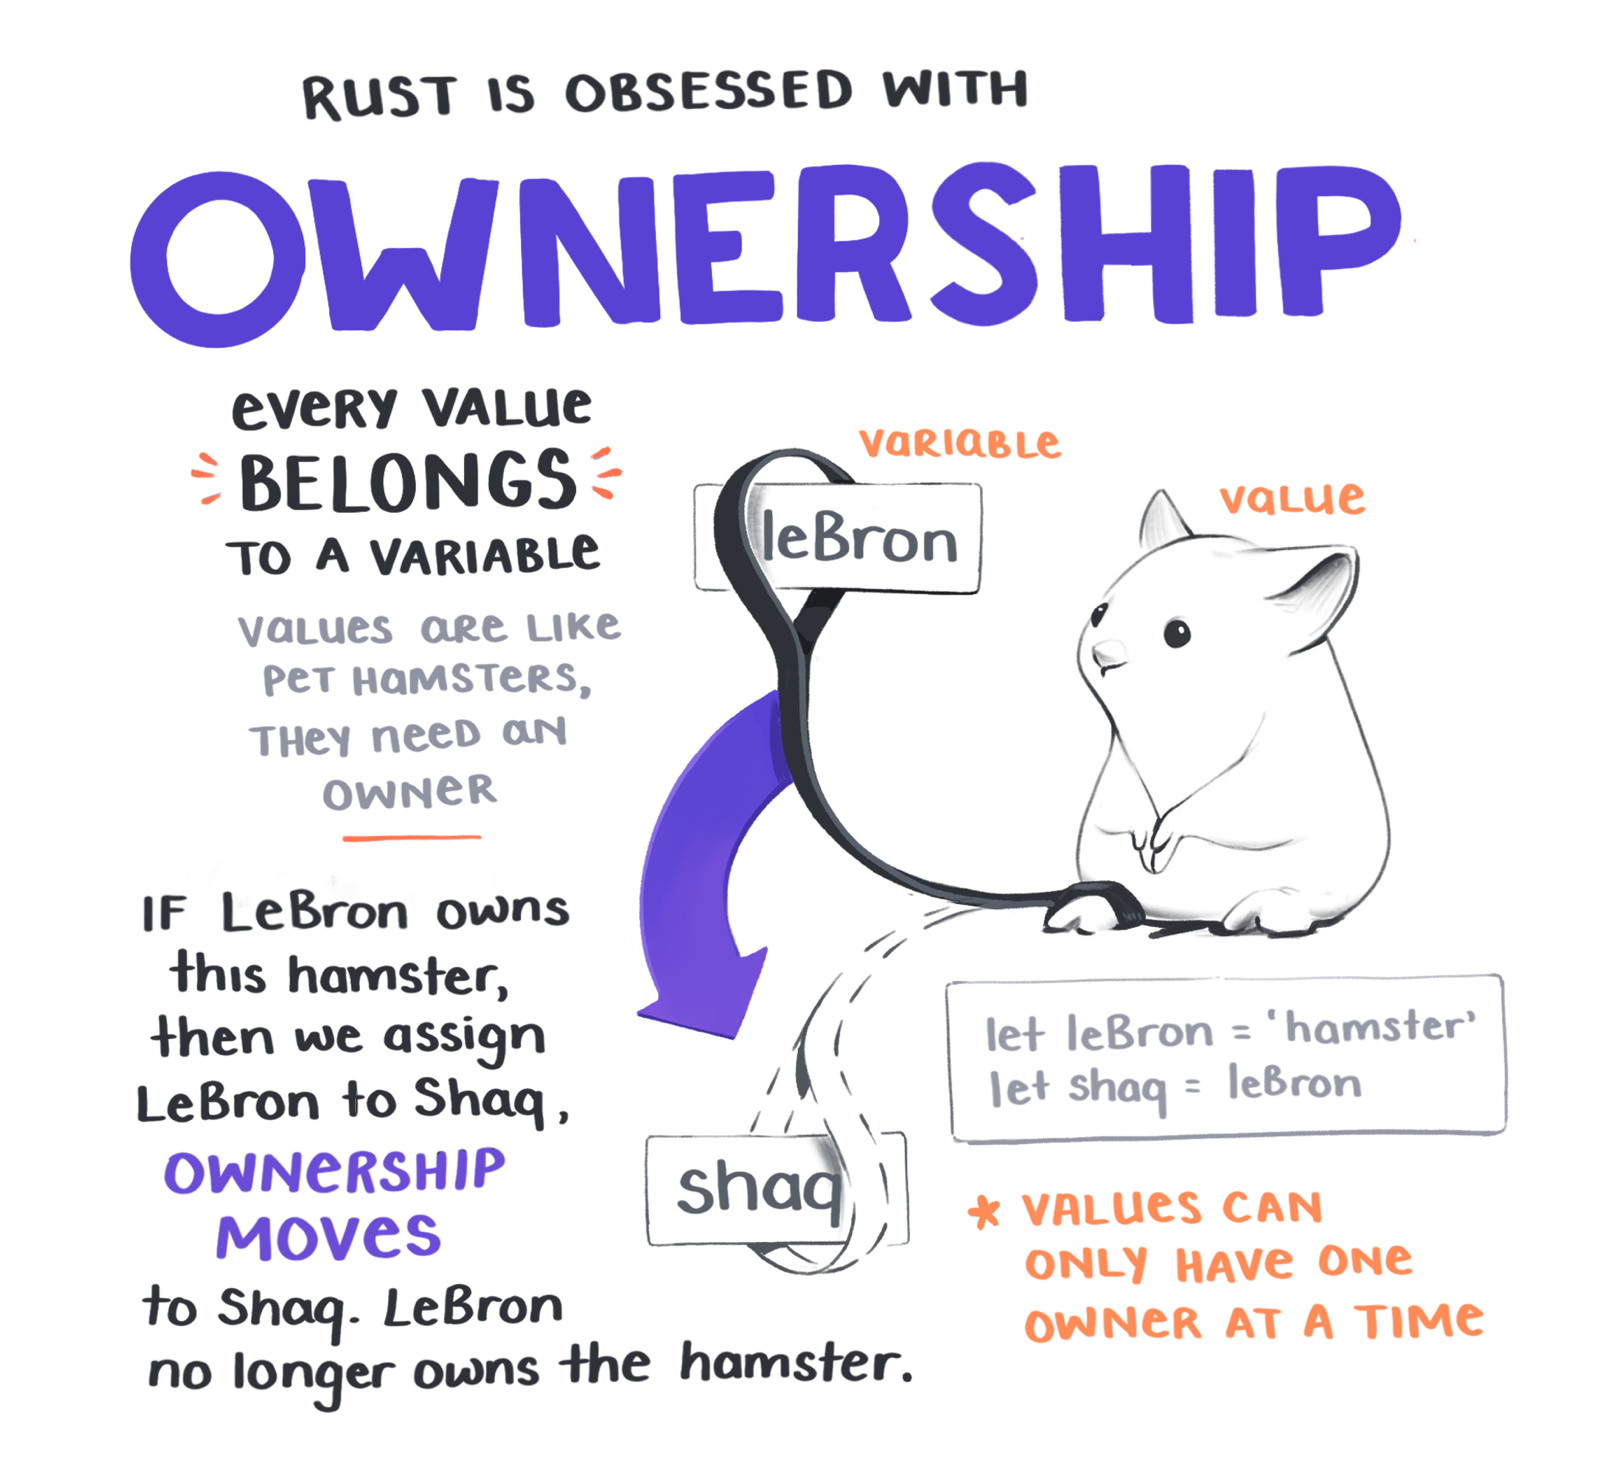 RUST IS OBSESSED WITH
OWNERSHIP
eVeRY VALUe
BELONGS
TO A VARIABLe
VaLUes aRe LIKe
PeT HaMSTeRS,
THeY NeeD aN
OWNeR
IF LeBron owns
this hamster,
then we assign
LeBron to Shaq,
OWNeRSHIP
MOVes
to Shaq. LeBron
no longer owns the hamster.
VaRIaBLe
leBron
VaLUe
let leBron = 'hamster'
let shaq = leBron
shaq
* VALUes CAN
ONLY HAVe ONe
OWNeR AT A TIMe